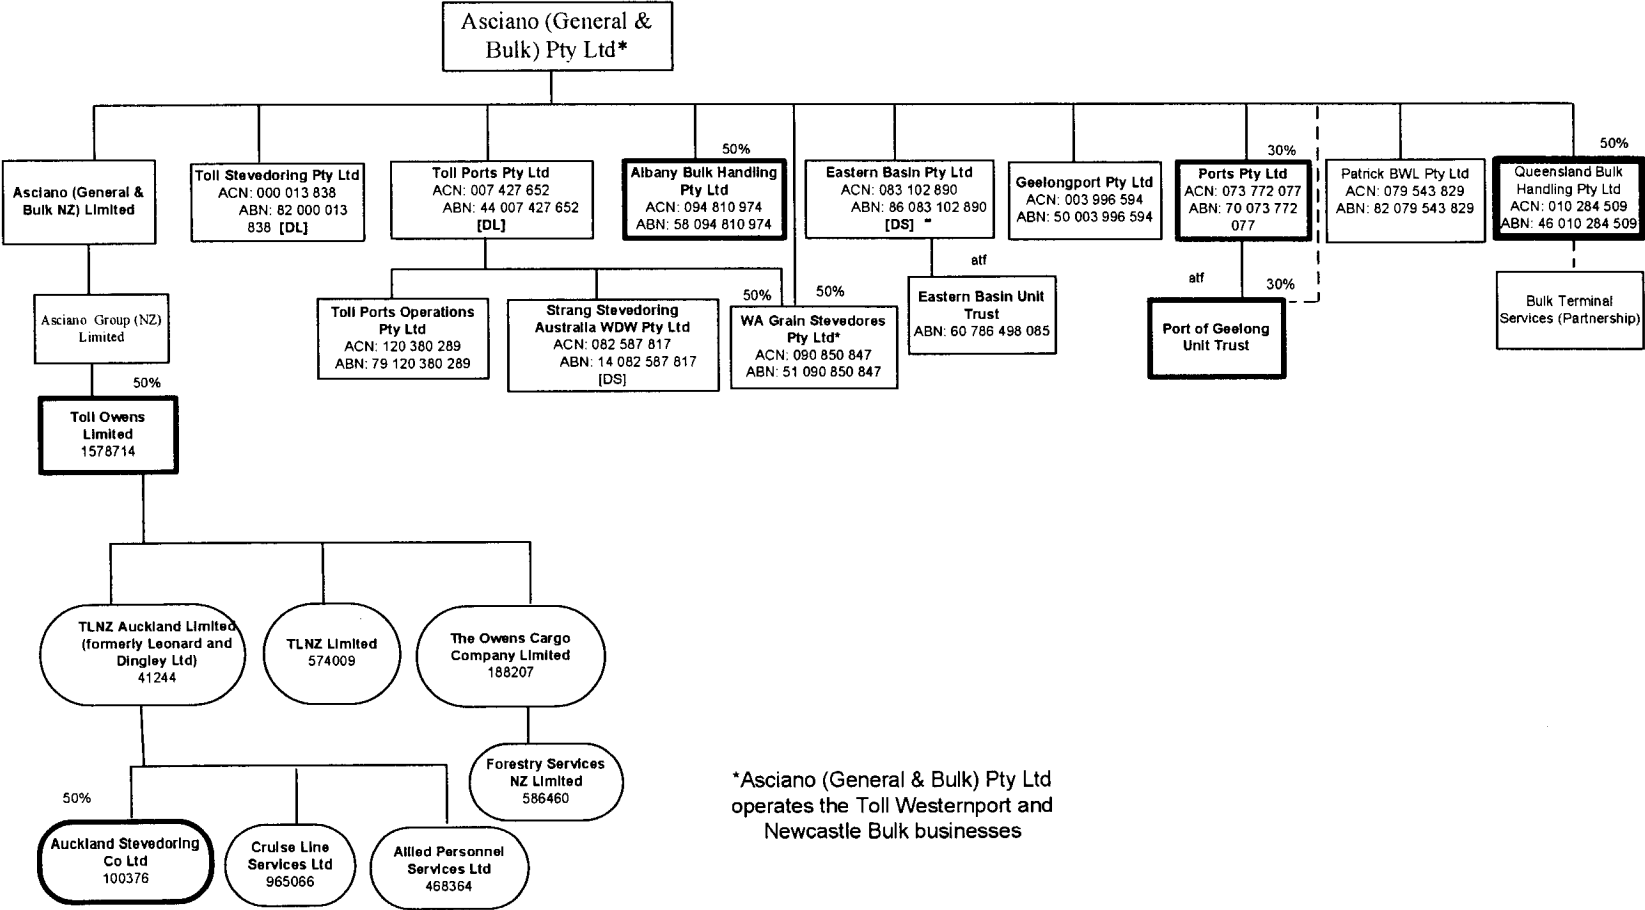 Asciano (General &
Bulk) Pty Ltd*
Asciano (General &
Bulk NZ) Limited
Toll Stevedoring Pty Ltd
ACN: 000 013 838
ABN: 82 000 013
838 [DL]
Toll Ports Pty Ltd
ACN: 007 427 652
ABN: 44 007 427 652
[DL]
50%
Albany Bulk Handling
Pty Ltd
ACN: 094 810 974
ABN: 58 094 810 974
Eastern Basin Pty Ltd
ACN: 083 102 890
ABN: 86 083 102 890
[DS]
Geelongport Pty Ltd
ACN: 003 996 594
ABN: 50 003 996 594
30%
Ports Pty Ltd
ACN: 073 772 077
ABN: 70 073 772
077
Patrick BWL Pty Ltd
ACN: 079 543 829
ABN: 82 079 543 829
50%
Queensland Bulk
Handling Pty Ltd
ACN: 010 284 509
ABN: 46 010 284 509
Asciano Group (NZ)
Limited
Toll Ports Operations
Pty Ltd
ACN: 120 380 289
ABN: 79 120 380 289
Strang Stevedoring
Australia WDW Pty Ltd
ACN: 082 587 817
ABN: 14 082 587 817
[DS]
50%
50%
WA Grain Stevedores
Pty Ltd*
ACN: 090 850 847
ABN: 51 090 850 847
atf
Eastern Basin Unit
Trust
ABN: 60 786 498 085
atf
30%
Port of Geelong
Unit Trust
Bulk Terminal
Services (Partnership)
50%
Toll Owens
Limited
1578714
TLNZ Auckland Limited
(formerly Leonard and
Dingley Ltd)
41244
TLNZ Limited
574009
The Owens Cargo
Company Limited
188207
Forestry Services
NZ Limited
586460
50%
Auckland Stevedoring
Co Ltd
100376
Cruise Line
Services Ltd
965066
Allied Personnel
Services Ltd
468364
*Asciano (General & Bulk) Pty Ltd
operates the Toll Westernport and
Newcastle Bulk businesses